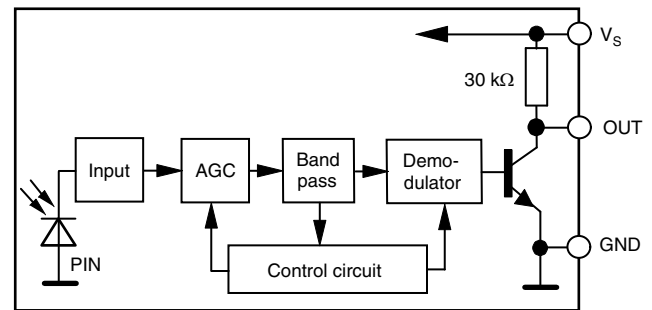 V_S
30 kΩ
OUT
Input
AGC
Band
pass
Demo-
dulator
GND
PIN
Control circuit